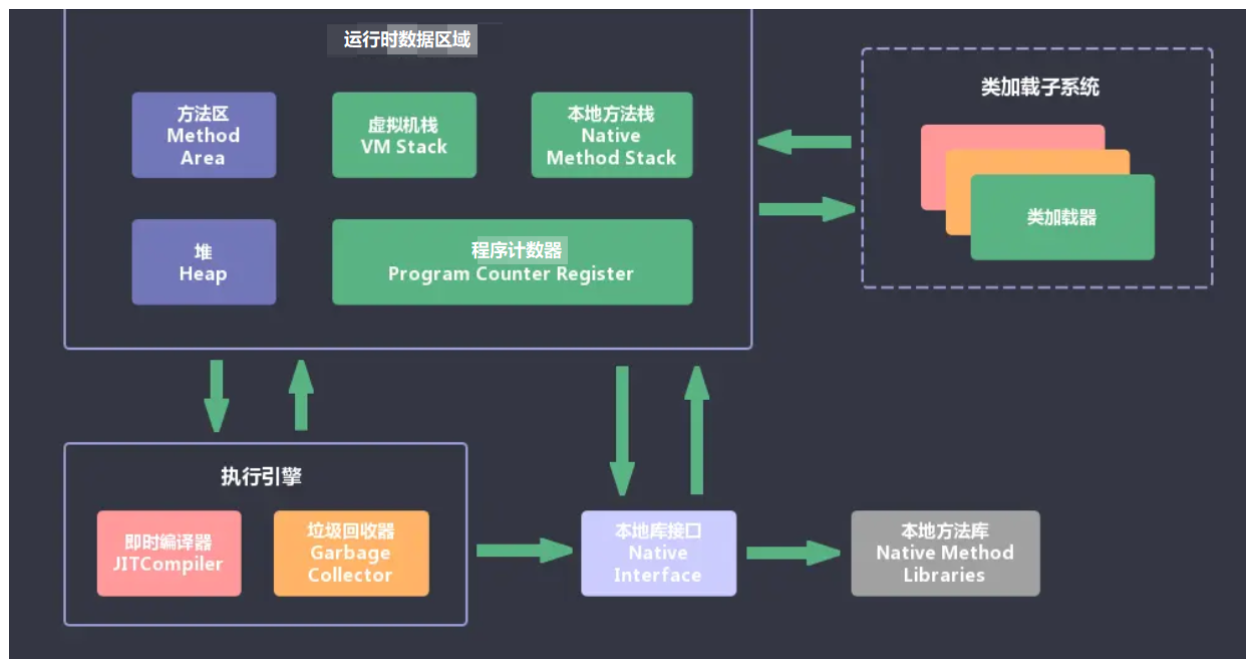 运行时数据区域
类加载子系统
方法区
Method
Area
虚拟机栈
VM Stack
本地方法栈
Native
Method Stack
类加载器
堆
Heap
程序计数器
Program Counter Register
执行引擎
即时编译器
JITCompiler
垃圾回收器
Garbage
Collector
本地库接口
Native
Interface
本地方法库
Native Method
Libraries